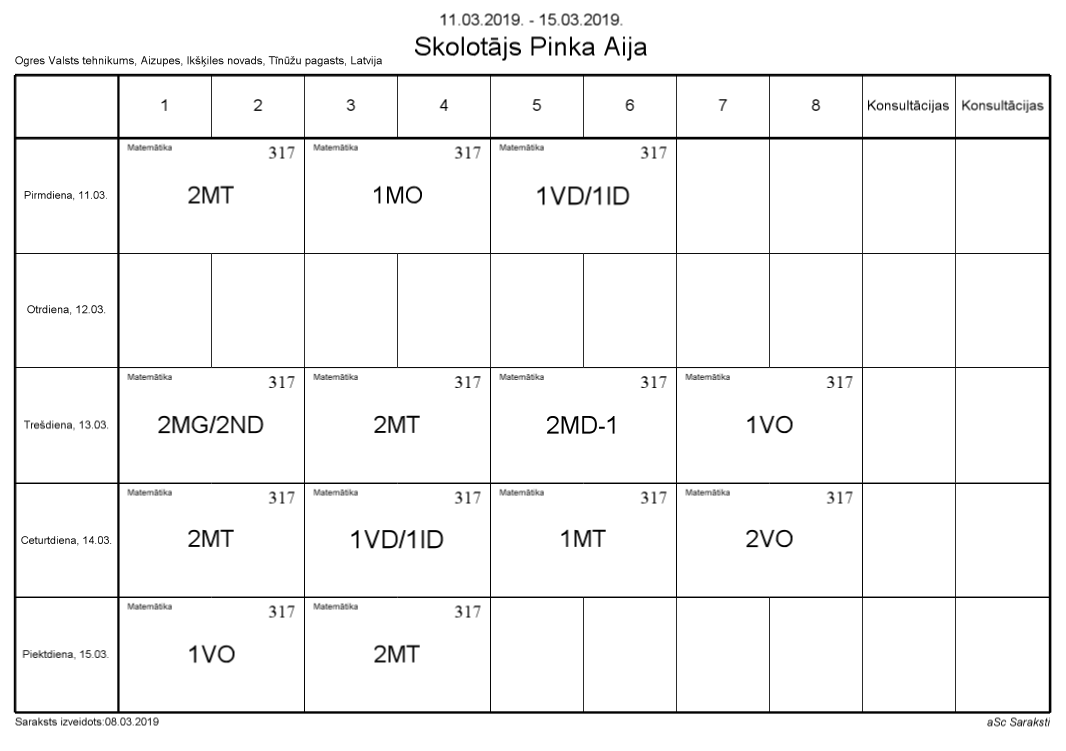 11.03.2019. - 15.03.2019.
Skolotājs Pinka Aija
Ogres Valsts tehnikums, Aizupes, Ikšķiles novads, Tīnūžu pagasts, Latvija
1 2 3 4 5 6 7 8 Konsultācijas Konsultācijas
Matemātika 317 Matemātika 317 Matemātika 317
Pirmdiena, 11.03. 2MT 1MO 1VD/1ID
Otrdiena, 12.03.
Matemātika 317 Matemātika 317 Matemātika 317 Matemātika 317
Trešdiena, 13.03. 2MG/2ND 2MT 2MD-1 1VO
Matemātika 317 Matemātika 317 Matemātika 317 Matemātika 317
Ceturtdiena, 14.03. 2MT 1VD/1ID 1MT 2VO
Matemātika 317 Matemātika 317
Piektdiena, 15.03. 1VO 2MT
Saraksts izveidots:08.03.2019 aSc Saraksti